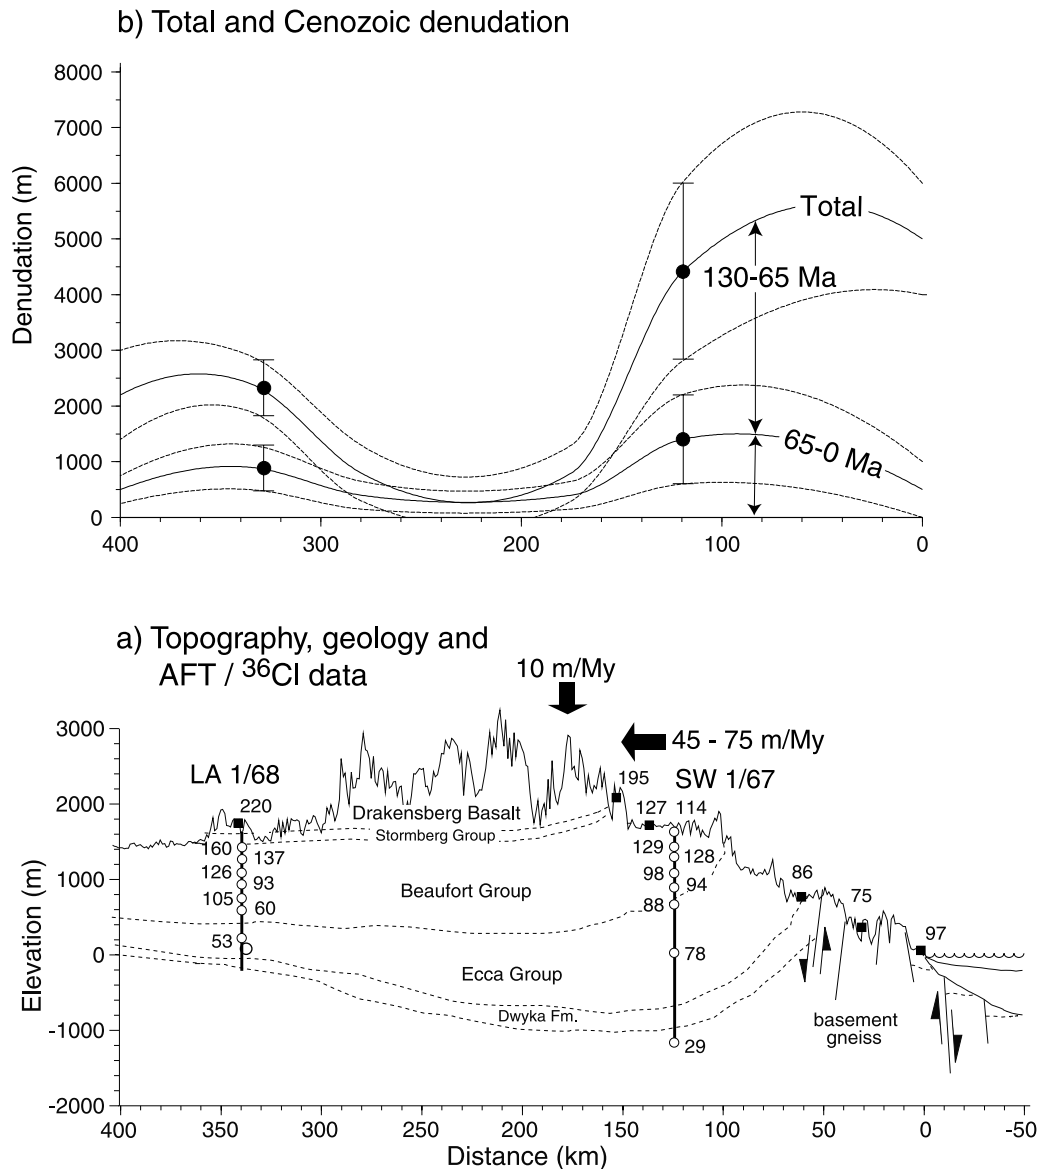 b) Total and Cenozoic denudation
8000
7000
6000
5000
4000
3000
2000
1000
0
Denudation (m)
Total
130-65 Ma
65-0 Ma
400 300 200 100 0
a) Topography, geology and
AFT / 36Cl data
10 m/My
45 - 75 m/My
LA 1/68
SW 1/67
3000
2000
1000
0
-1000
-2000
Elevation (m)
220
160
137
126
93
105
60
53
195
127
114
129
128
98
94
88
78
29
86
75
97
Drakensberg Basalt
Stormberg Group
Beaufort Group
Ecca Group
Dwyka Fm.
basement
gneiss
400 350 300 250 200 150 100 50 0 -50
Distance (km)